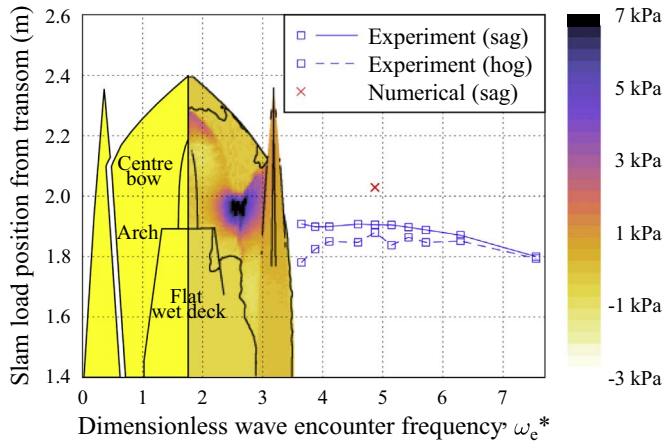 Slam load position from transom (m)
2.6
2.4
2.2
2.0
1.8
1.6
1.4
0
1
2
3
4
5
6
7
Dimensionless wave encounter frequency, ωe*
Centre
bow
Arch
Flat
wet deck
Experiment (sag)
Experiment (hog)
Numerical (sag)
7 kPa
5 kPa
3 kPa
1 kPa
-1 kPa
-3 kPa